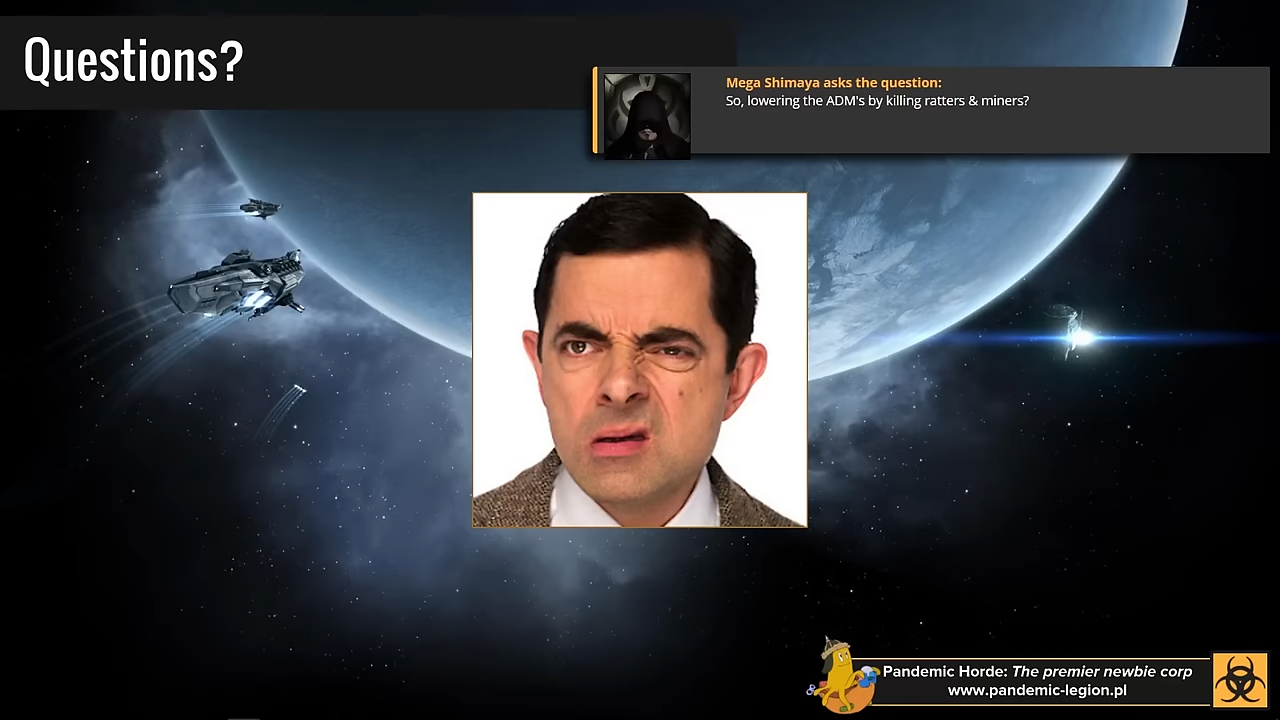 Questions?
Mega Shimaya asks the question:
So, lowering the ADM's by killing ratters & miners?
Pandemic Horde: The premier newbie corp
www.pandemic-legion.pl